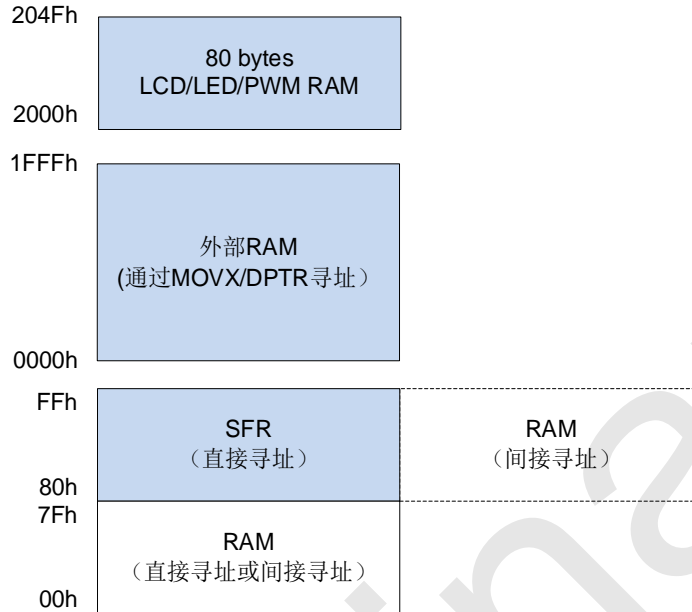 204Fh
80 bytes
LCD/LED/PWM RAM
2000h
1FFFh
外部RAM
(通过MOVX/DPTR寻址）
0000h
FFh
SFR
（直接寻址）
RAM
（间接寻址）
80h
7Fh
RAM
（直接寻址或间接寻址）
00h